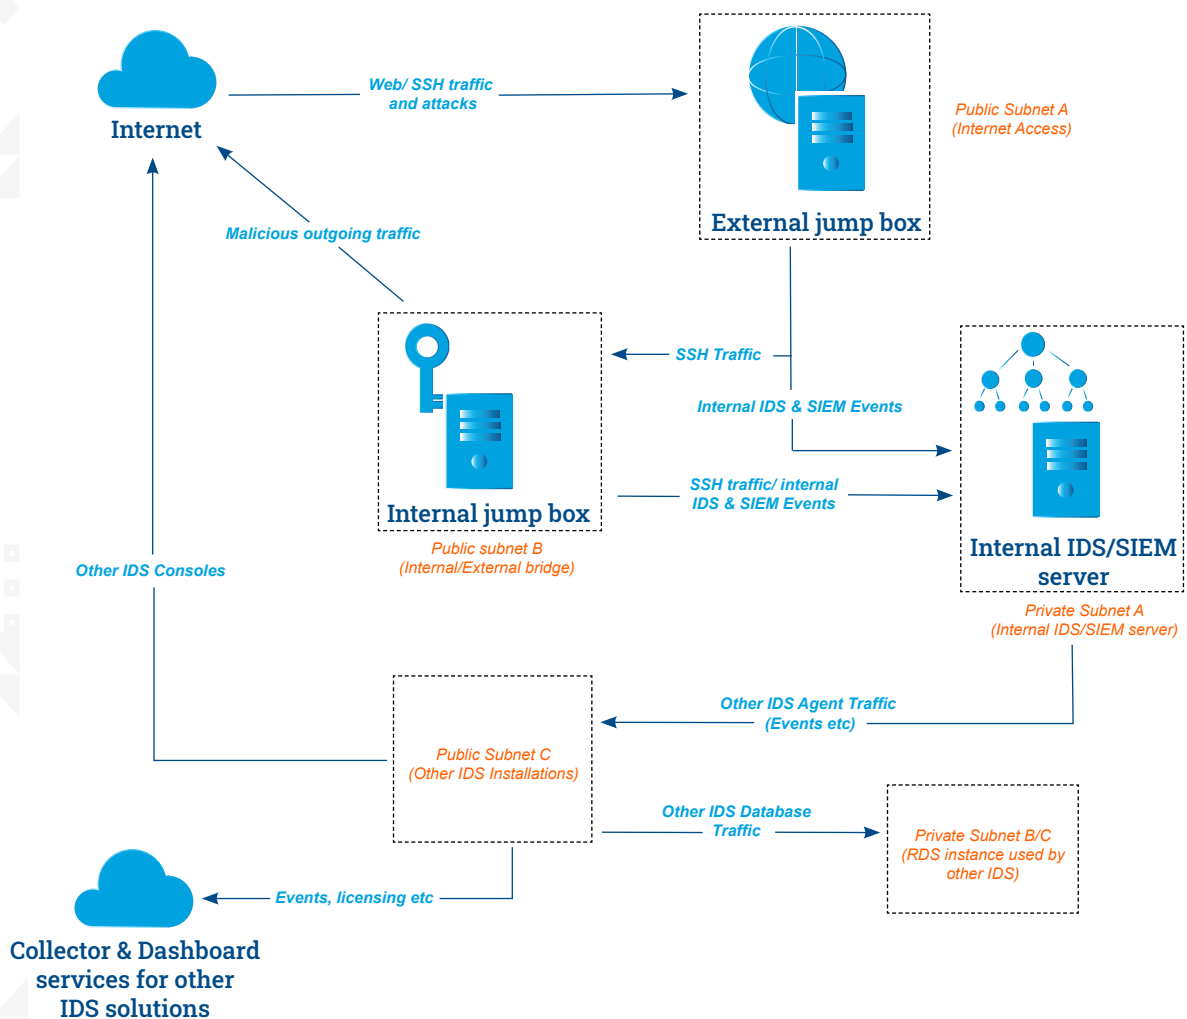 Internet
Web/ SSH traffic
and attacks
Public Subnet A
(Internet Access)
External jump box
Malicious outgoing traffic
SSH Traffic
Internal IDS & SIEM Events
Internal jump box
Public subnet B
(Internal/External bridge)
SSH traffic/ internal
IDS & SIEM Events
Internal IDS/SIEM
server
Private Subnet A
(Internal IDS/SIEM server)
Other IDS Consoles
Other IDS Agent Traffic
(Events etc)
Public Subnet C
(Other IDS Installations)
Other IDS Database
Traffic
Private Subnet B/C
(RDS instance used by
other IDS)
Events, licensing etc
Collector & Dashboard
services for other
IDS solutions